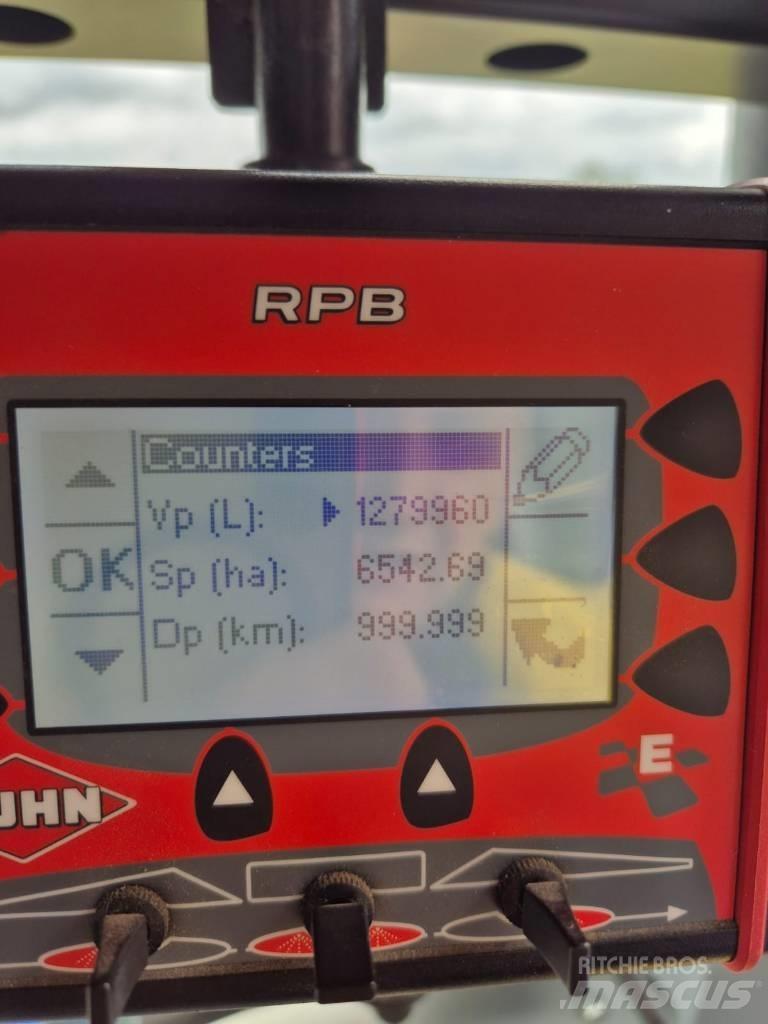 RPB
Counters
Vp (L): 1279960
OK Sp (ha): 6542.69
Dp (km): 999.999
E
UHN
RITCHIE BROS.
MASCUS